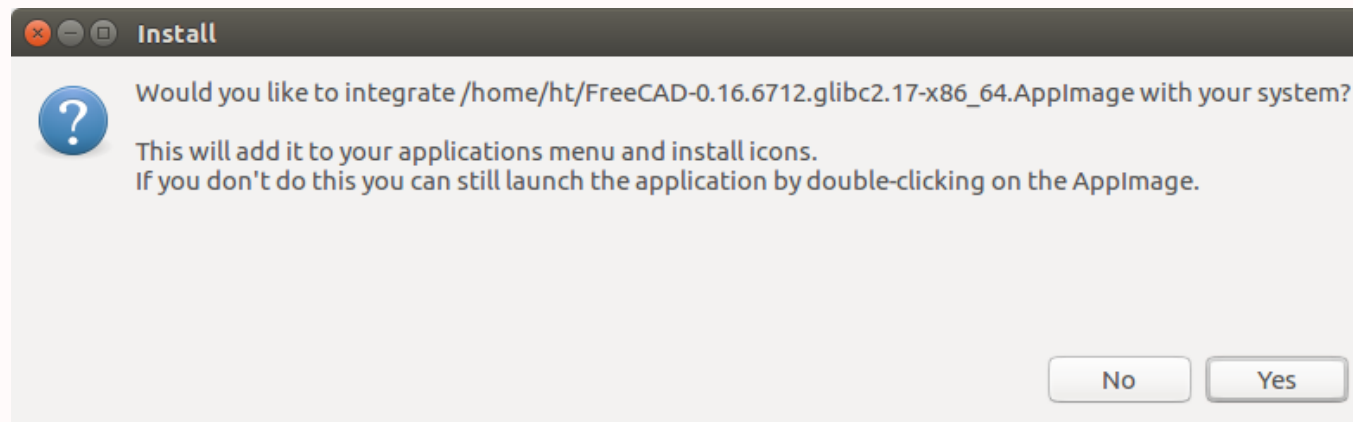 Install
Would you like to integrate /home/ht/FreeCAD-0.16.6712.glibc2.17-x86_64.AppImage with your system?
This will add it to your applications menu and install icons.
If you don't do this you can still launch the application by double-clicking on the AppImage.
No Yes